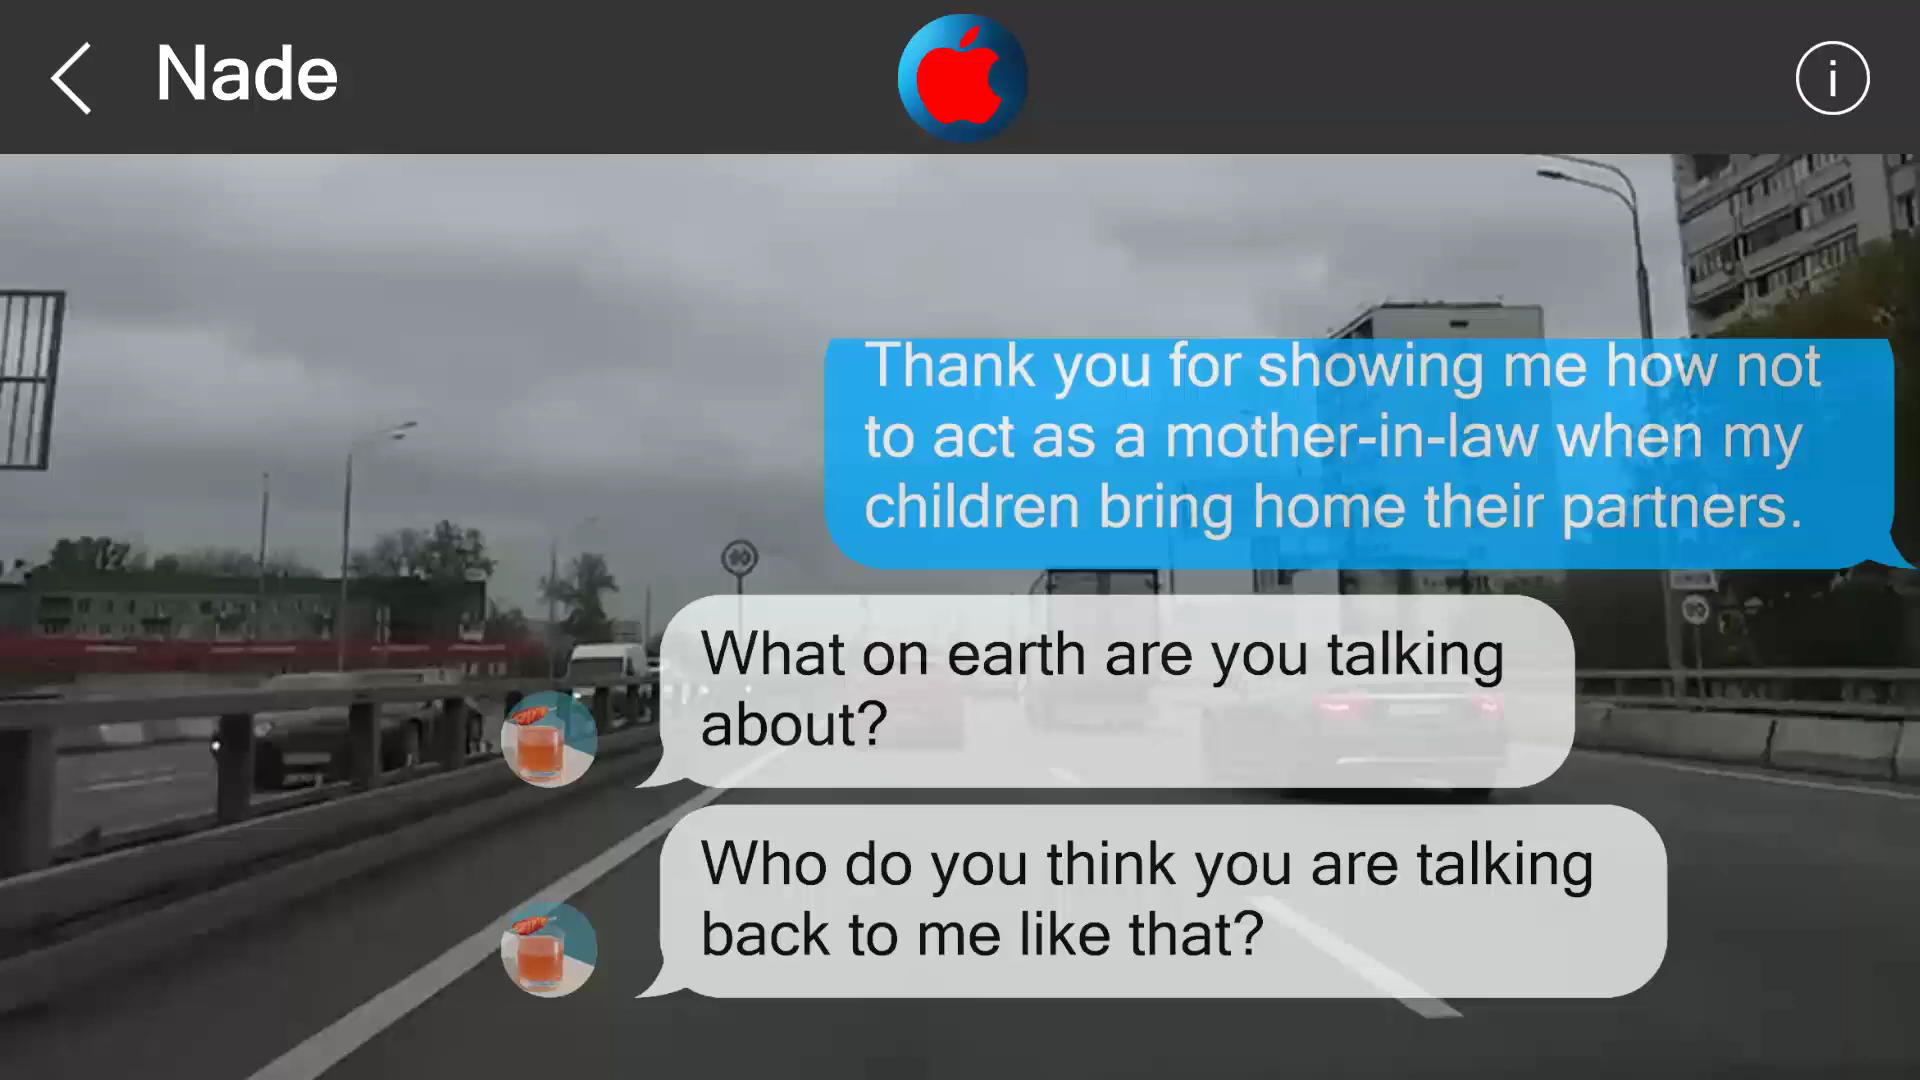 Nade
Thank you for showing me how not
to act as a mother-in-law when my
children bring home their partners.
What on earth are you talking
about?
Who do you think you are talking
back to me like that?